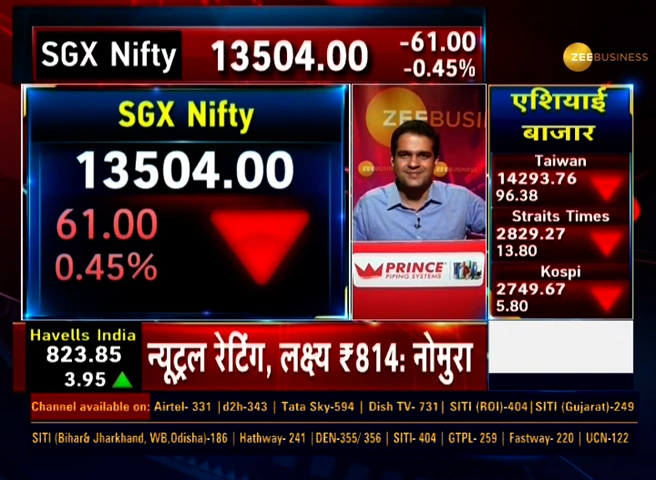 SGX Nifty
13504.00
-61.00
-0.45%
ZEEBUSINESS
SGX Nifty
13504.00
61.00
0.45%
ZEEBUSI
PRINCE
PIPING SYSTEMS
एशियाई
बाजार
Taiwan
14293.76
96.38
Straits Times
2829.27
13.80
Kospi
2749.67
5.80
Havells India
823.85
3.95
न्यूट्रल रेटिंग, लक्ष्य ₹814: नोमुरा
Channel available on: Airtel- 331 |d2h-343 | Tata Sky-594 | Dish TV- 731| SITI (ROI)-404|SITI (Gujarat)-249
SITI (Bihar& Jharkhand, WB,Odisha)-186 | Hathway- 241 |DEN-355/ 356 | SITI- 404 | GTPL- 259 | Fastway- 220 | UCN-122